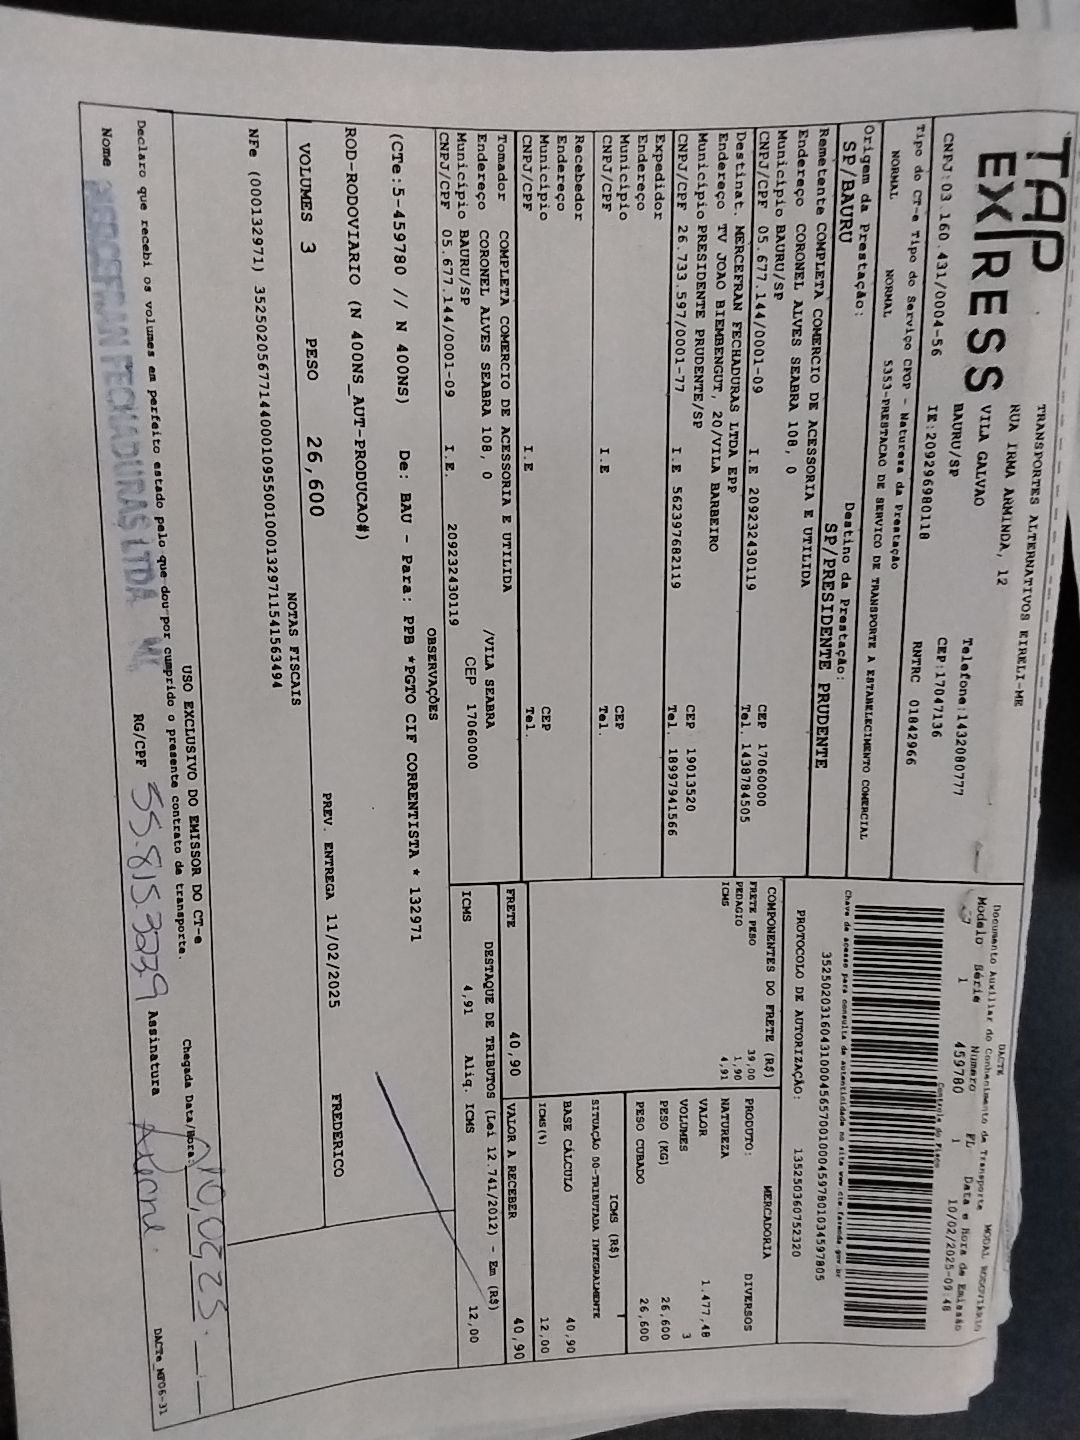 TAP
EX/RESS
TRANSPORTES ALTERNATIVOS EIRELI-ME
RUA IRMA ARMINDA, 12
VILA GALVAO
BAURU/SP
Telefone:1432080777
CEP:17047136
CNPJ:03.160.431/0004-56 IE:209296980118 RNTRC 01842966
Tipo do CT-e Tipo do Serviço CFOP - Natureza da Prestação
NORMAL NORMAL 5353-PRESTACAO DE SERVICO DE TRANSPORTE A ESTABELECIMENTO COMERCIAL
Origem da Prestação: Destino da Prestação:
SP/BAURU SP/PRESIDENTE PRUDENTE
Remetente COMPLETA COMERCIO DE ACESSORIA E UTILIDA
Endereço CORONEL ALVES SEABRA 108, 0
Municipio BAURU/SP CEP 17060000
CNPJ/CPF 05.677.144/0001-09 I.E 209232430119 Tel. 1438784505
Destinat. MERCEFRAN FECHADURAS LTDA EPP
Endereço TV JOAO BIEMBENGUT, 20/VILA BARBEIRO
Municipio PRESIDENTE PRUDENTE/SP CEP 19013520
CNPJ/CPF 26.733.597/0001-77 I.E 562397682119 Tel. 18997941566
Expedidor
Endereço
Municipio CEP
CNPJ/CPF I.E Tel.
Recebedor
Endereço
Municipio CEP
CNPJ/CPF I.E Tel.
Tomador COMPLETA COMERCIO DE ACESSORIA E UTILIDA
Endereço CORONEL ALVES SEABRA 108, 0 /VILA SEABRA
Municipio BAURU/SP CEP 17060000
CNPJ/CPF 05.677.144/0001-09 I.E. 209232430119
DACTE
Documento Auxiliar do Conhecimento de Transporte MODAL RODOVIARIO
Modelo Série Numero FL Data e Hora de Emissão
1 459780 1 10/02/2025-09:48
Controle do Fisco
Chave de acesso para consulta de autenticidade no site www.cte.fazenda.gov.br
35250203160431000456570010004597801034597805
PROTOCOLO DE AUTORIZAÇÃO: 135250360752320
COMPONENTES DO FRETE (R$)
FRETE PESO 39,00
PEDAGIO 1,90
ICMS 4,91
MERCADORIA
PRODUTO: DIVERSOS
NATUREZA
VALOR 1.477,48
VOLUMES 3
PESO (KG) 26,600
PESO CUBADO 26,600
ICMS (R$)
SITUAÇÃO 00-TRIBUTADA INTEGRALMENTE
BASE CÁLCULO 40,90
ICMS(%) 12,00
FRETE 40,90 VALOR A RECEBER 40,90
DESTAQUE DE TRIBUTOS (Lei 12.741/2012) - Em (R$)
ICMS 4,91 Aliq. ICMS 12,00
OBSERVAÇÕES
(CTe:5-459780 // N 400NS) De: BAU - Para: PPB *PGTO CIF CORRENTISTA * 132971
ROD-RODOVIARIO (N 400NS_AUT-PRODUCAO#)
VOLUMES 3 PESO 26,600 PREV. ENTREGA 11/02/2025 FREDERICO
NOTAS FISCAIS
NFe (000132971) 35250205677144000109550010001329711541563494
USO EXCLUSIVO DO EMISSOR DO CT-e
Declaro que recebi os volumes em perfeito estado pelo que dou por cumprido o presente contrato de transporte.
Chegada Data/Hora:
Nome MERCEFRAN FECHADURAS LTDA RG/CPF 55.815.323-9 Assinatura
DACTe_MT06-31